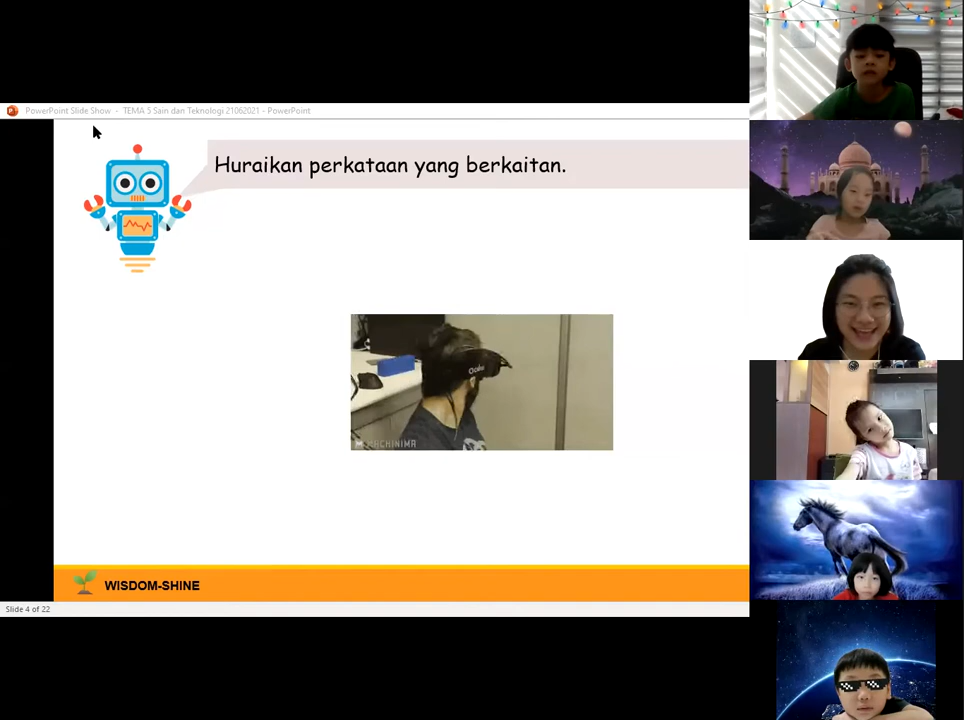 PowerPoint Slide Show - TEMA 5 Sain dan Teknologi 21062021 - PowerPoint
Huraikan perkataan yang berkaitan.
MACHINIMA
WISDOM-SHINE
Slide 4 of 22